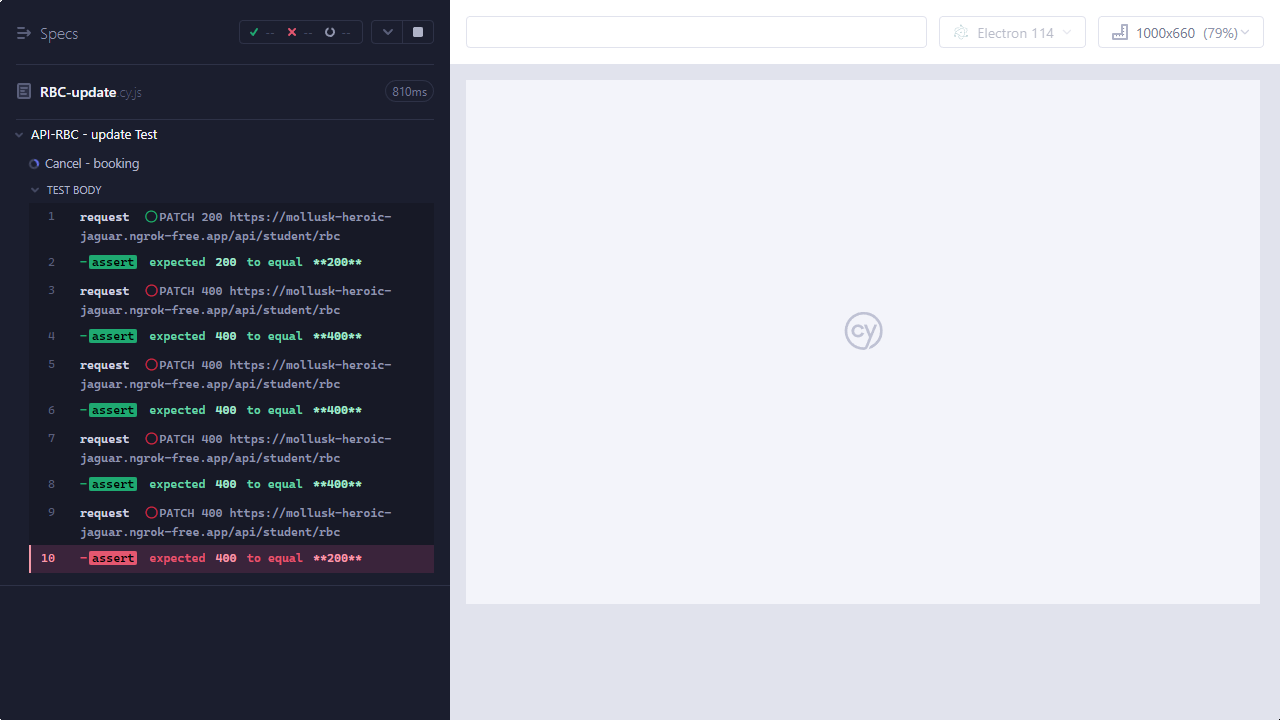 Specs
--
--
--
Electron 114
1000x660 (79%)
RBC-update.cy.js
810ms
API-RBC - update Test
Cancel - booking
TEST BODY
1 request PATCH 200 https://mollusk-heroic-
jaguar.ngrok-free.app/api/student/rbc
2 -assert expected 200 to equal **200**
3 request PATCH 400 https://mollusk-heroic-
jaguar.ngrok-free.app/api/student/rbc
4 -assert expected 400 to equal **400**
5 request PATCH 400 https://mollusk-heroic-
jaguar.ngrok-free.app/api/student/rbc
6 -assert expected 400 to equal **400**
7 request PATCH 400 https://mollusk-heroic-
jaguar.ngrok-free.app/api/student/rbc
8 -assert expected 400 to equal **400**
9 request PATCH 400 https://mollusk-heroic-
jaguar.ngrok-free.app/api/student/rbc
10 -assert expected 400 to equal **200**
cy